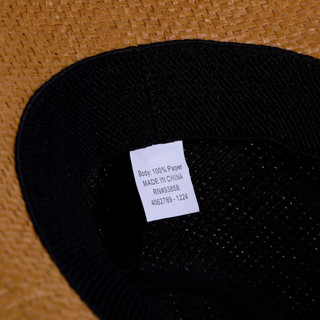 Body: 100% Paper
MADE IN CHINA
RN#93858
4062789 - 1224